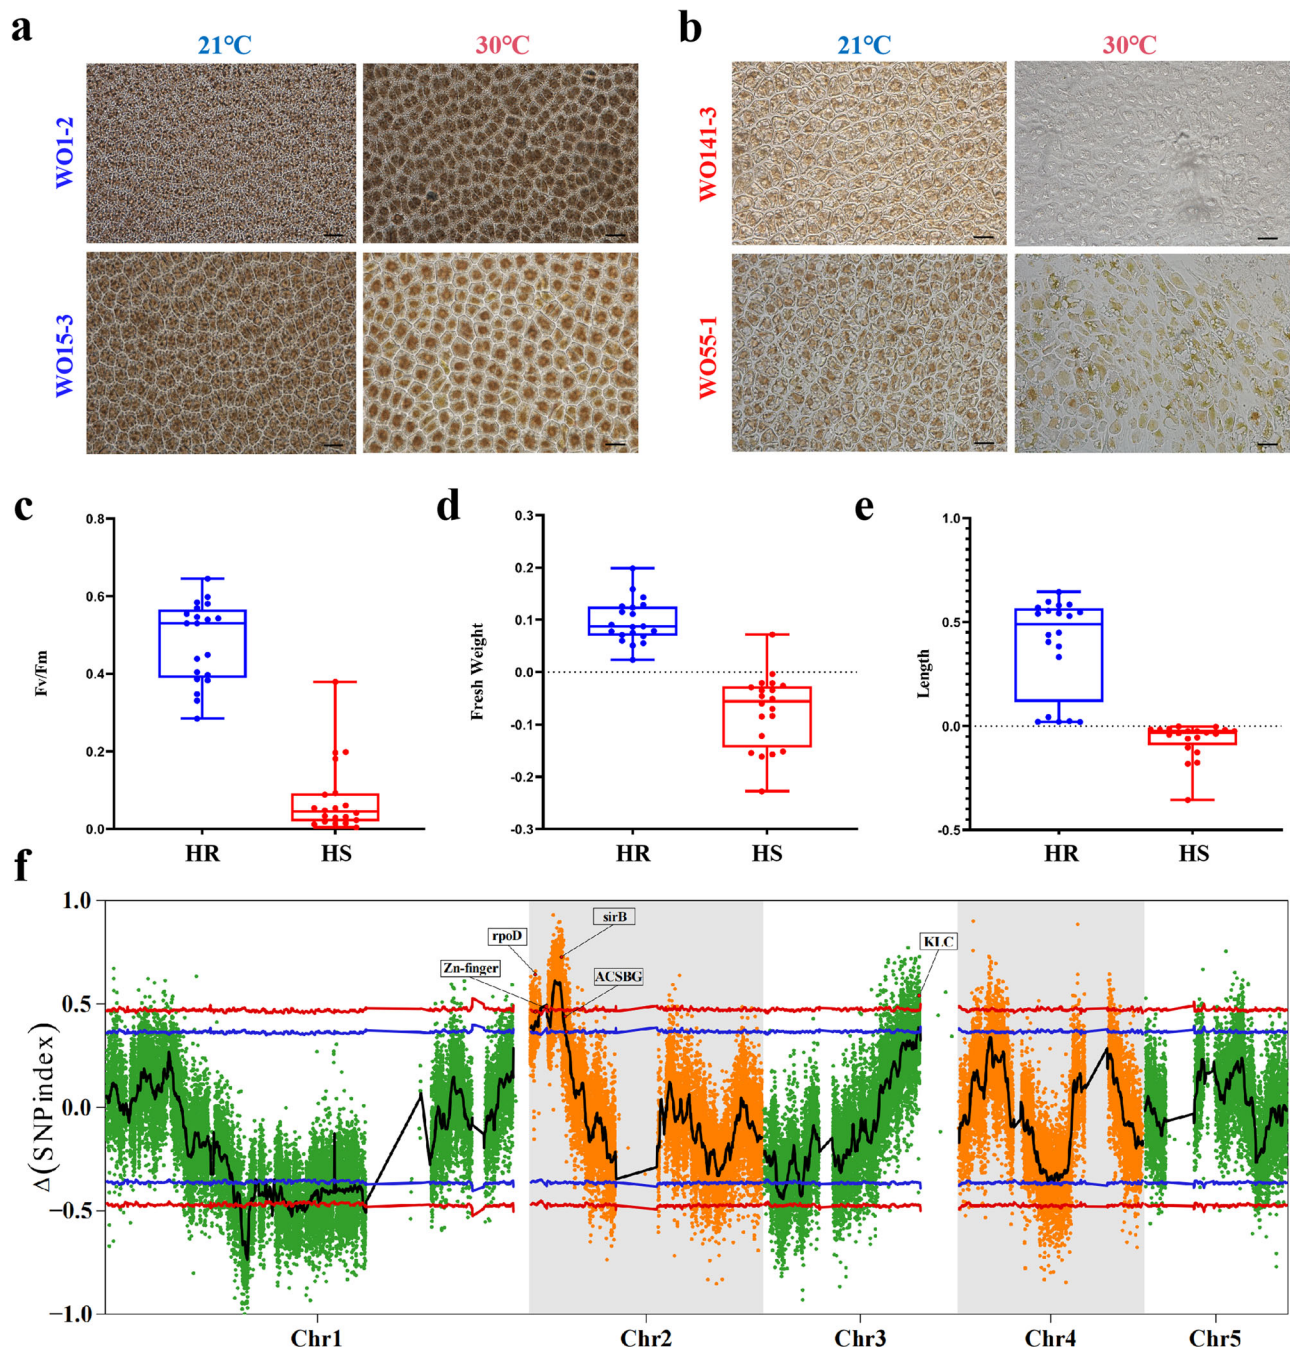 a
21°C
30°C
WO1-2
WO15-3
b
21°C
30°C
WO141-3
WO55-1
c
0.8
0.6
0.4
0.2
0.0
Fv/Fm
HR
HS
d
0.3
0.2
0.1
0.0
-0.1
-0.2
-0.3
Fresh Weight
HR
HS
e
1.0
0.5
0.0
-0.5
Length
HR
HS
f
1.0
0.5
0.0
−0.5
−1.0
Δ(SNPindex)
Zn-finger
rpoD
sirB
ACSBG
KLC
Chr1
Chr2
Chr3
Chr4
Chr5